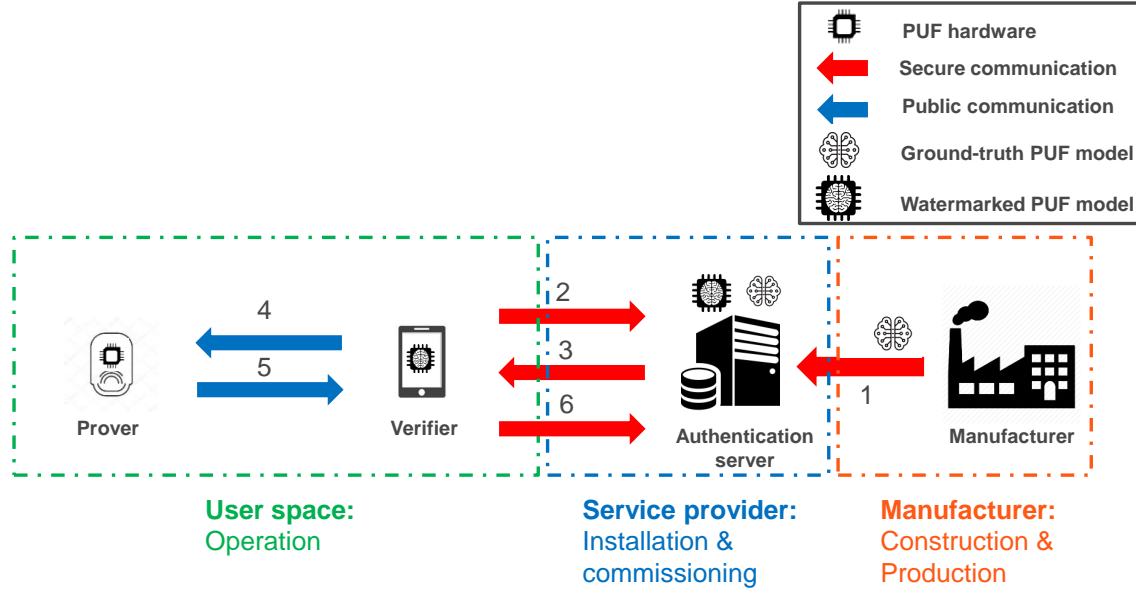 PUF hardware
Secure communication
Public communication
Ground-truth PUF model
Watermarked PUF model
4
5
2
3
6
1
Prover
Verifier
Authentication
server
Manufacturer
User space:
Operation
Service provider:
Installation &
commissioning
Manufacturer:
Construction &
Production